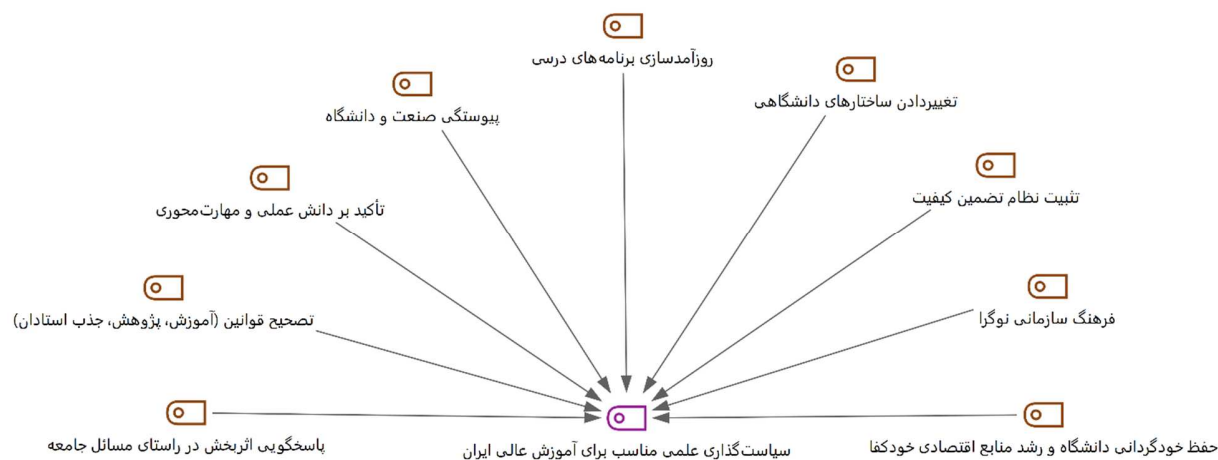 روزآمدسازی برنامه‌های درسی
تغییردادن ساختارهای دانشگاهی
پیوستگی صنعت و دانشگاه
تثبیت نظام تضمین کیفیت
تأکید بر دانش عملی و مهارت‌محوری
فرهنگ سازمانی نوگرا
تصحیح قوانین (آموزش، پژوهش، جذب استادان)
حفظ خودگردانی دانشگاه و رشد منابع اقتصادی خودکفا
سیاست‌گذاری علمی مناسب برای آموزش عالی ایران
پاسخگویی اثربخش در راستای مسائل جامعه